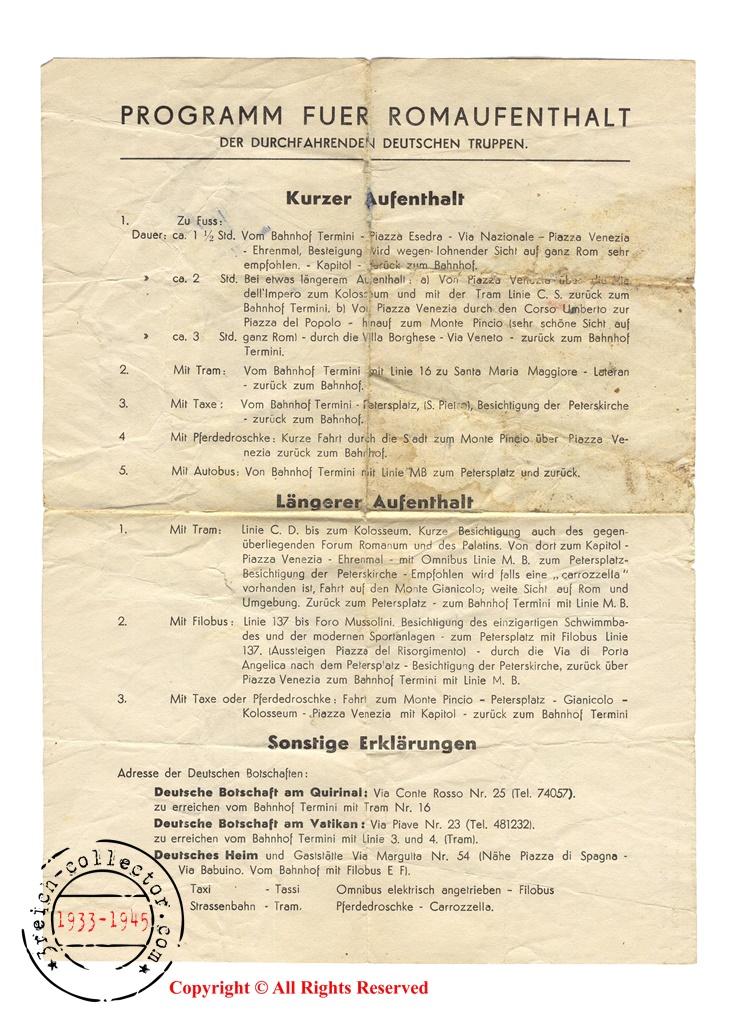 PROGRAMM FUER ROMAUFENTHALT
DER DURCHFAHRENDEN DEUTSCHEN TRUPPEN.
Kurzer Aufenthalt
1. Zu Fuss:
Dauer: ca. 1 ½ Std. Vom Bahnhof Termini - Piazza Esedra - Via Nazionale - Piazza Venezia
- Ehrenmal, Besteigung wird wegen lohnender Sicht auf ganz Rom sehr
empfohlen. - Kapitol - zurück zum Bahnhof.
» ca. 2 Std. Bei etwas längerem Aufenthalt: a) Von Piazza Venezia über die Via
dell'Impero zum Kolosseum und mit der Tram Linie C. S. zurück zum
Bahnhof Termini. b) Von Piazza Venezia durch den Corso Umberto zur
Piazza del Popolo - hinauf zum Monte Pincio (sehr schöne Sicht auf
» ca. 3 Std. ganz Rom) - durch die Villa Borghese - Via Veneto - zurück zum Bahnhof
Termini.
2. Mit Tram: Vom Bahnhof Termini mit Linie 16 zu Santa Maria Maggiore - Lateran
- zurück zum Bahnhof.
3. Mit Taxe: Vom Bahnhof Termini - Petersplatz, (S. Pietro), Besichtigung der Peterskirche
- zurück zum Bahnhof.
4 Mit Pferdedroschke: Kurze Fahrt durch die Stadt zum Monte Pincio über Piazza Ve-
nezia zurück zum Bahnhof.
5. Mit Autobus: Von Bahnhof Termini mit Linie MB zum Petersplatz und zurück.
Längerer Aufenthalt
1. Mit Tram: Linie C. D. bis zum Kolosseum. Kurze Besichtigung auch des gegen-
überliegenden Forum Romanum und des Palatins. Von dort zum Kapitol -
Piazza Venezia - Ehrenmal - mit Omnibus Linie M. B. zum Petersplatz-
Besichtigung der Peterskirche - Empfohlen wird falls eine „carrozzella"
vorhanden ist, Fahrt auf den Monte Gianicolo; weite Sicht auf Rom und
Umgebung. Zurück zum Petersplatz - zum Bahnhof Termini mit Linie M. B.
2. Mit Filobus: Linie 137 bis Foro Mussolini. Besichtigung des einzigartigen Schwimmba-
des und der modernen Sportanlagen - zum Petersplatz mit Filobus Linie
137. (Aussteigen Piazza del Risorgimento) - durch die Via di Porta
Angelica nach dem Petersplatz - Besichtigung der Peterskirche, zurück über
Piazza Venezia zum Bahnhof Termini mit Linie M. B.
3. Mit Taxe oder Pferdedroschke: Fahrt zum Monte Pincio - Petersplatz - Gianicolo -
Kolosseum - Piazza Venezia mit Kapitol - zurück zum Bahnhof Termini
Sonstige Erklärungen
Adresse der Deutschen Botschaften:
Deutsche Botschaft am Quirinal: Via Conte Rosso Nr. 25 (Tel. 74057).
zu erreichen vom Bahnhof Termini mit Tram Nr. 16
Deutsche Botschaft am Vatikan: Via Piave Nr. 23 (Tel. 481232).
zu erreichen vom Bahnhof Termini mit Linie 3. und 4. (Tram).
Deutsches Heim und Gaststätte Via Margutta Nr. 54 (Nähe Piazza di Spagna -
Via Babuino. Vom Bahnhof mit Filobus E F).
Taxi - Tassi Omnibus elektrisch angetrieben - Filobus
Strassenbahn - Tram. Pferdedroschke - Carrozzella.
3reich-collector.com
1933-1945
Copyright © All Rights Reserved